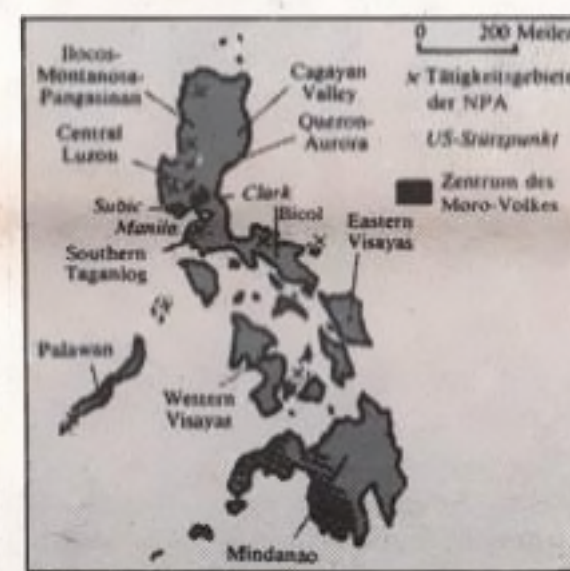 Ilocos-
Montanosa-
Pangasinan
Central
Luzon
Subic
Manila
Southern
Taganlog
Palawan
Cagayan
Valley
Quezon-
Aurora
Clark
Bicol
Eastern
Visayas
Western
Visayas
Mindanao
0 200 Meilen
Tätigkeitsgebiete
der NPA
US-Stützpunkt
Zentrum des
Moro-Volkes